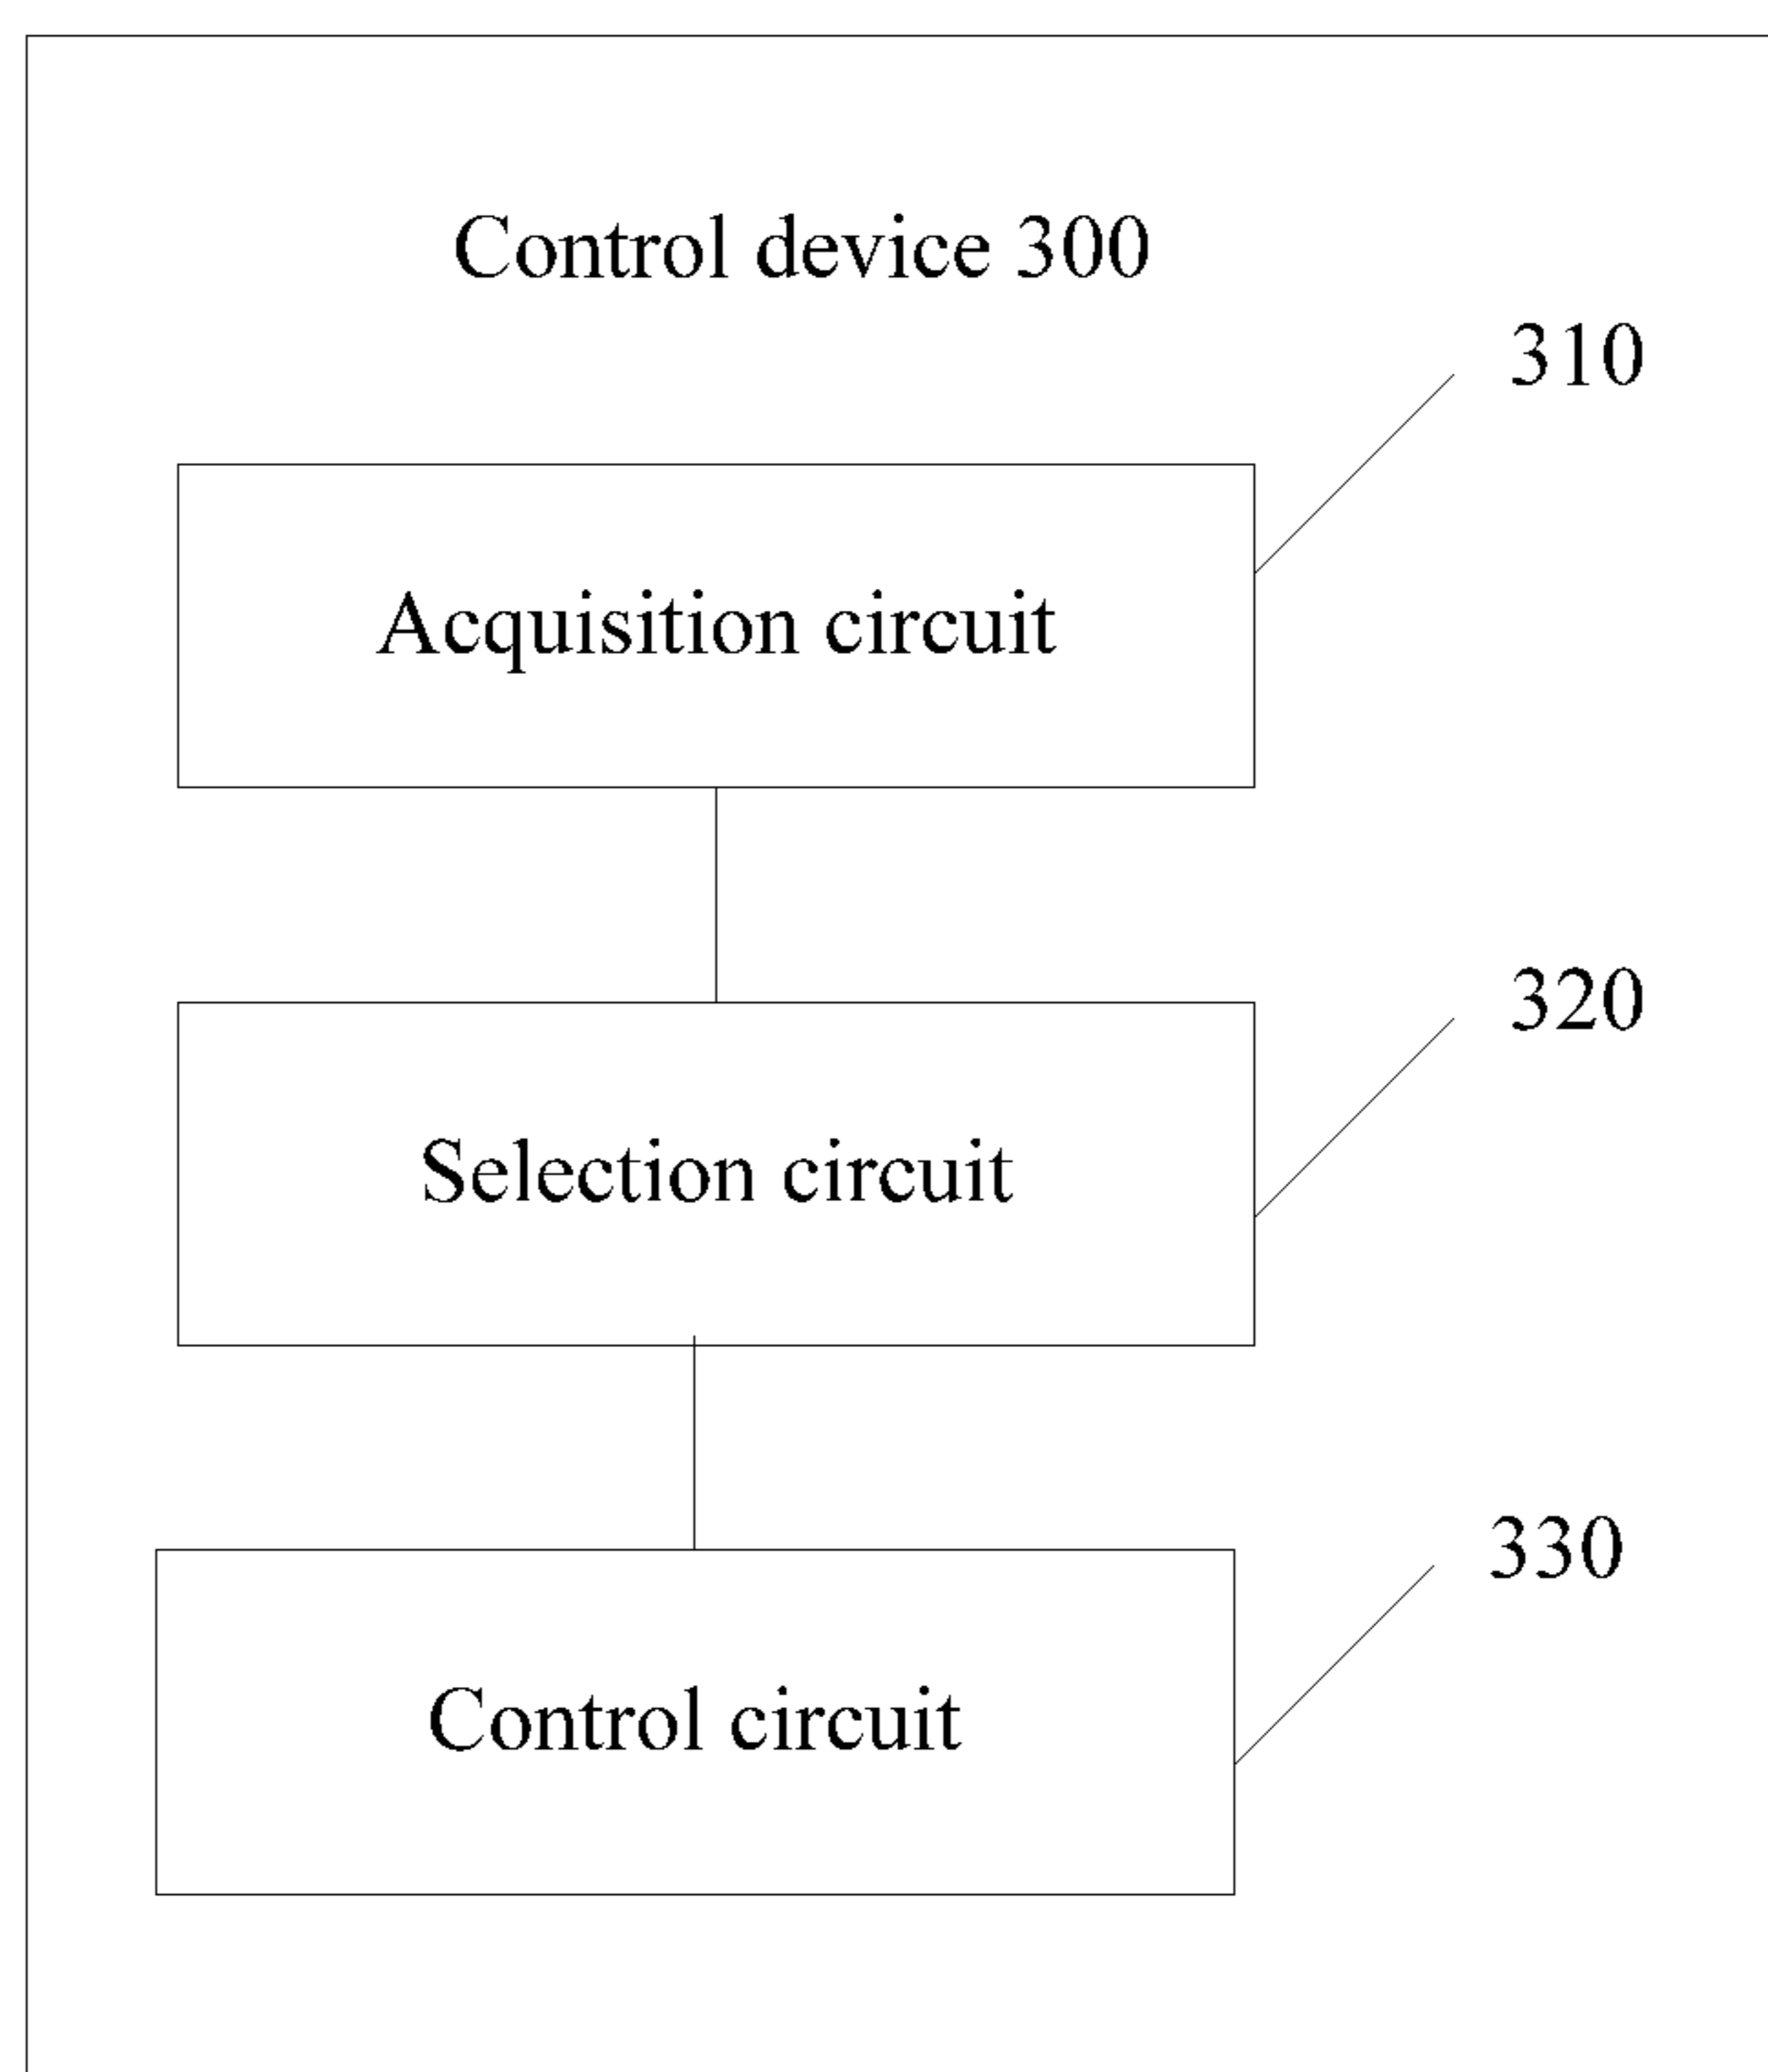 Control device 300
310
Acquisition circuit
320
Selection circuit
330
Control circuit